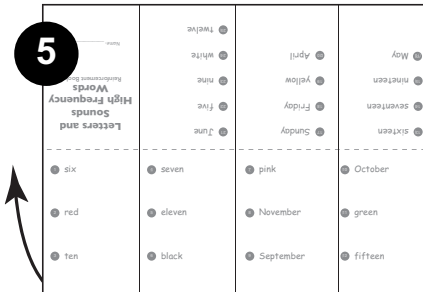 5
Letters and
Sounds
High Frequency
Words
Reinforcement Book
Name
June
five
nine
white
twelve
Sunday
Friday
yellow
April
sixteen
seventeen
nineteen
May
six
red
ten
seven
eleven
black
pink
November
September
October
green
fifteen